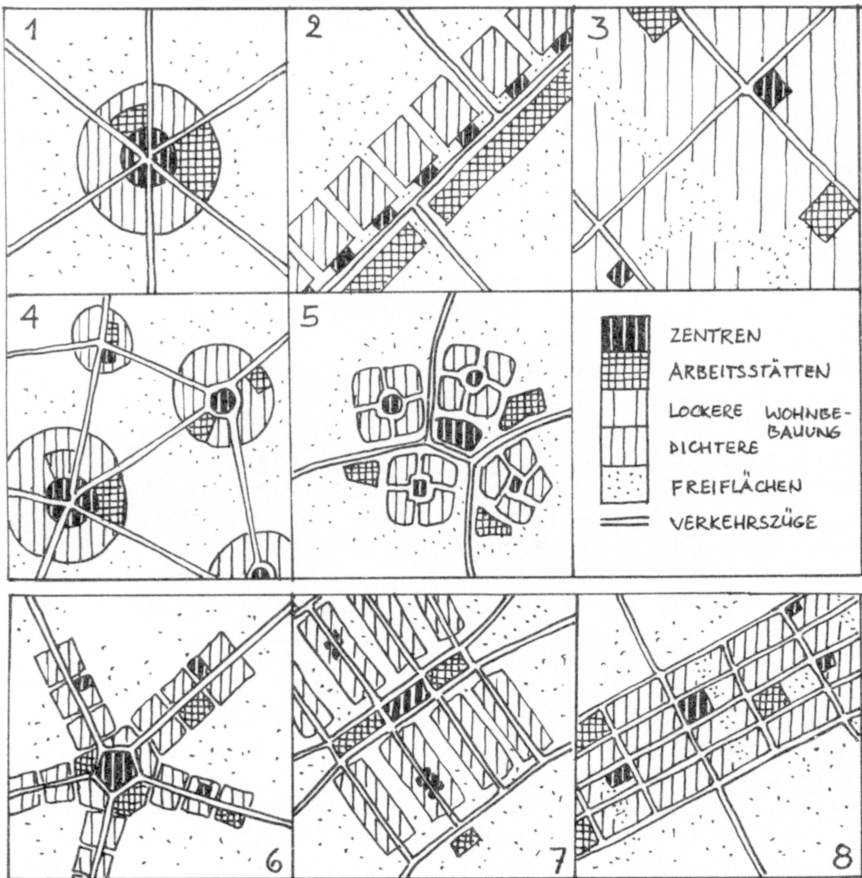 1
2
3
4
5
ZENTREN
ARBEITSSTÄTTEN
LOCKERE WOHNBE-
BAUUNG
DICHTERE
FREIFLÄCHEN
VERKEHRSZÜGE
6
7
8